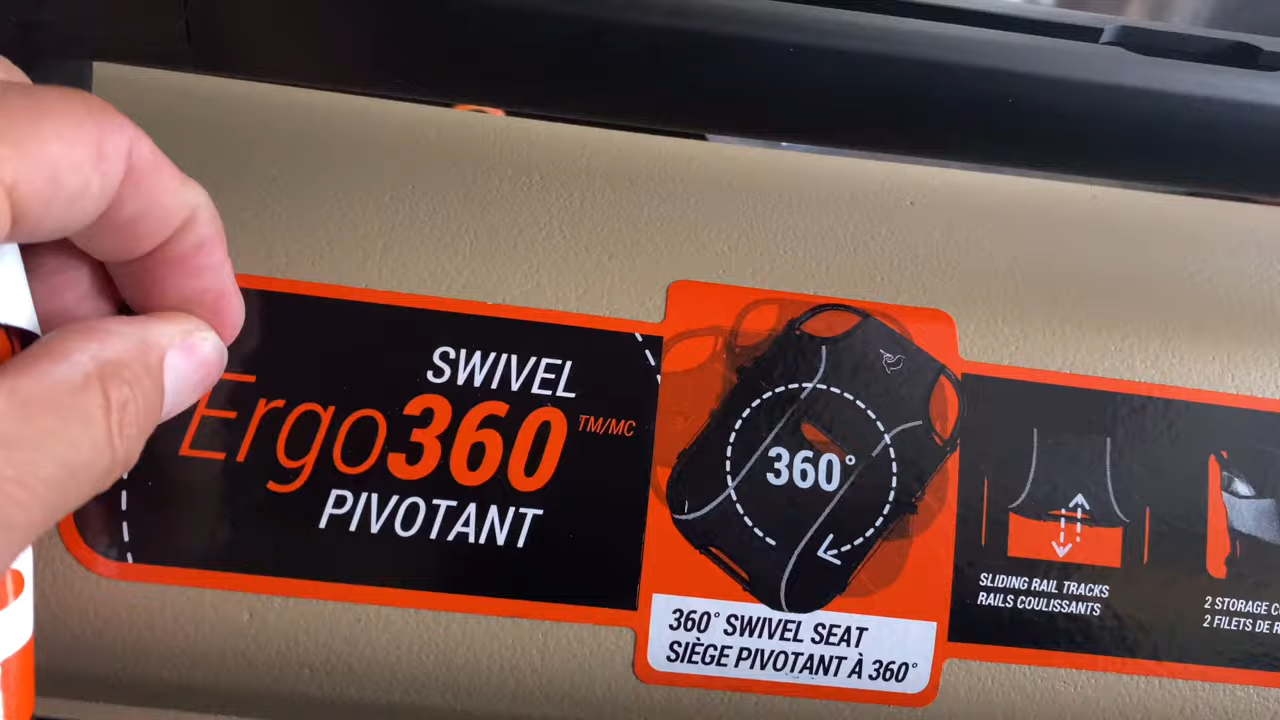 SWIVEL
Ergo360 TM/MC
PIVOTANT
360°
360° SWIVEL SEAT
SIÈGE PIVOTANT À 360°
SLIDING RAIL TRACKS
RAILS COULISSANTS
2 STORAGE
2 FILETS DE